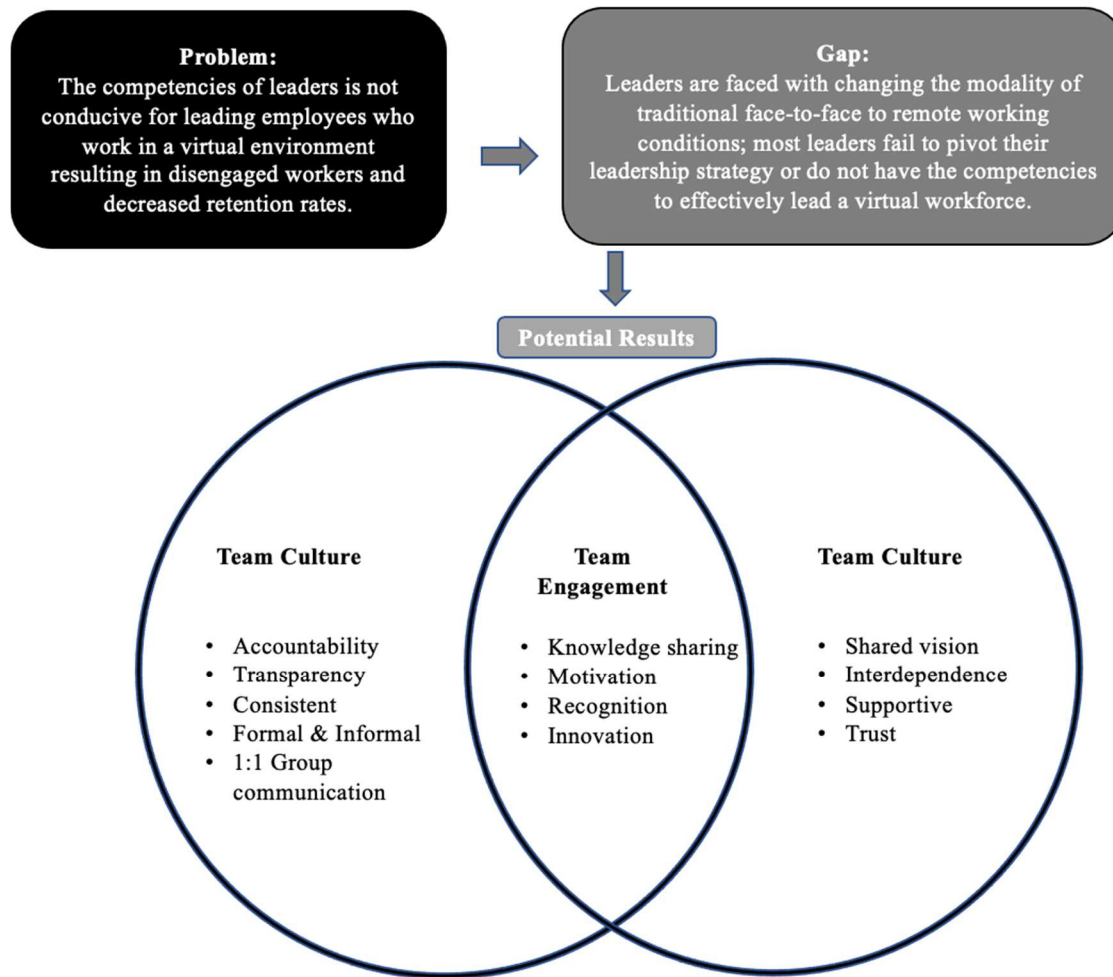 Problem:
The competencies of leaders is not
conducive for leading employees who
work in a virtual environment
resulting in disengaged workers and
decreased retention rates.
Gap:
Leaders are faced with changing the modality of
traditional face-to-face to remote working
conditions; most leaders fail to pivot their
leadership strategy or do not have the competencies
to effectively lead a virtual workforce.
Potential Results
Team Culture
• Accountability
• Transparency
• Consistent
• Formal & Informal
• 1:1 Group
communication
Team
Engagement
• Knowledge sharing
• Motivation
• Recognition
• Innovation
Team Culture
• Shared vision
• Interdependence
• Supportive
• Trust